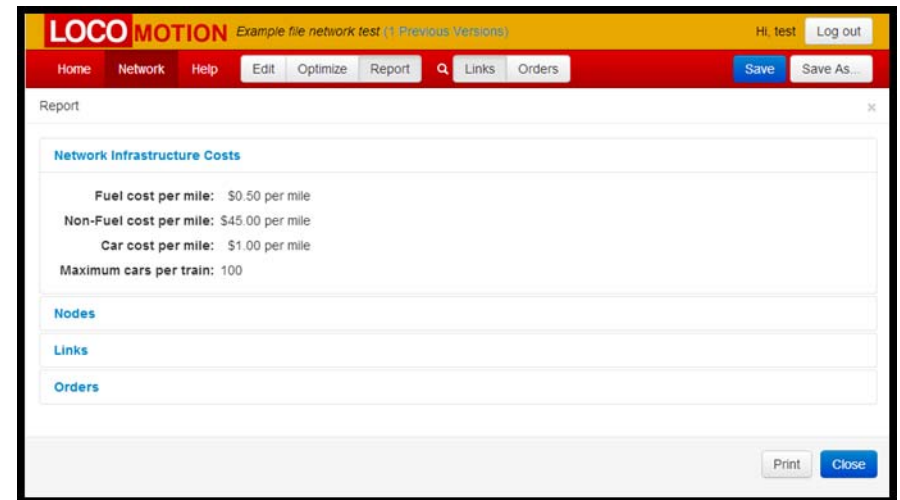 LOCO MOTION Example file network test (1 Previous Versions) Hi, test Log out
Home Network Help Edit Optimize Report Links Orders Save Save As...
Report ×
Network Infrastructure Costs
Fuel cost per mile: $0.50 per mile
Non-Fuel cost per mile: $45.00 per mile
Car cost per mile: $1.00 per mile
Maximum cars per train: 100
Nodes
Links
Orders
Print Close